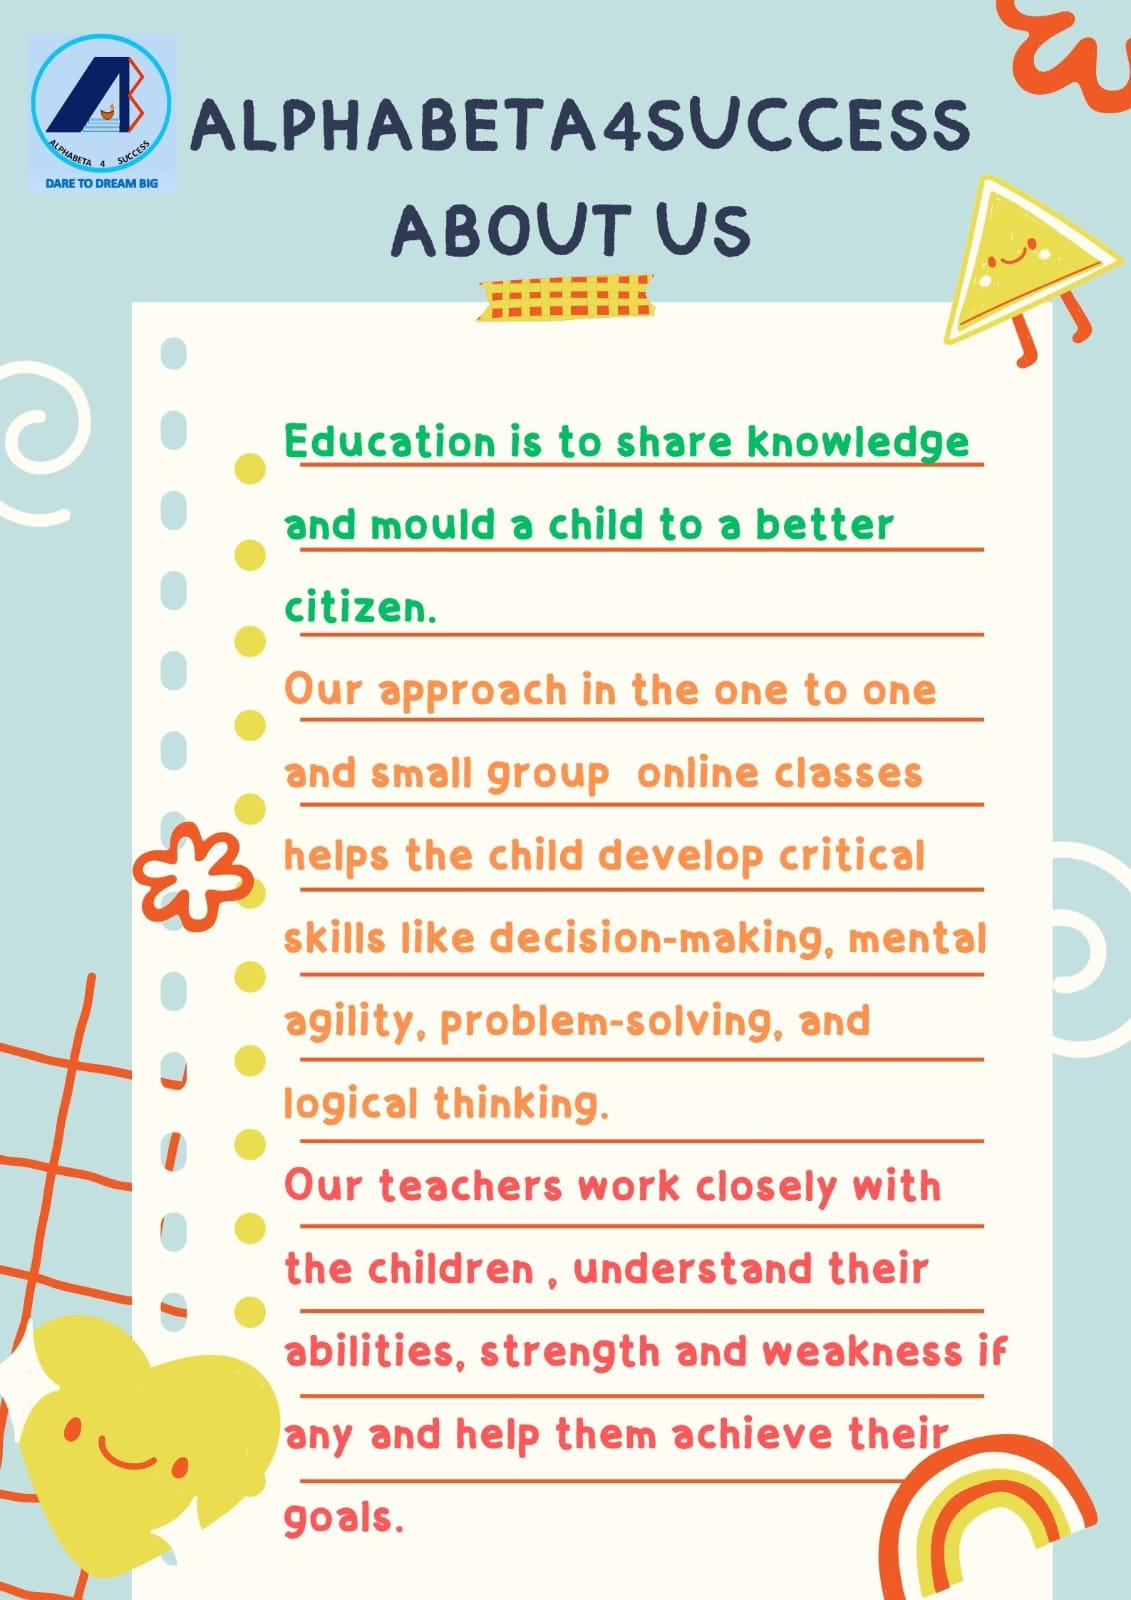 ALPHABETA 4 SUCCESS
DARE TO DREAM BIG
ALPHABETA4SUCCESS
ABOUT US
Education is to share knowledge
and mould a child to a better
citizen.
Our approach in the one to one
and small group online classes
helps the child develop critical
skills like decision-making, mental
agility, problem-solving, and
logical thinking.
Our teachers work closely with
the children , understand their
abilities, strength and weakness if
any and help them achieve their
goals.